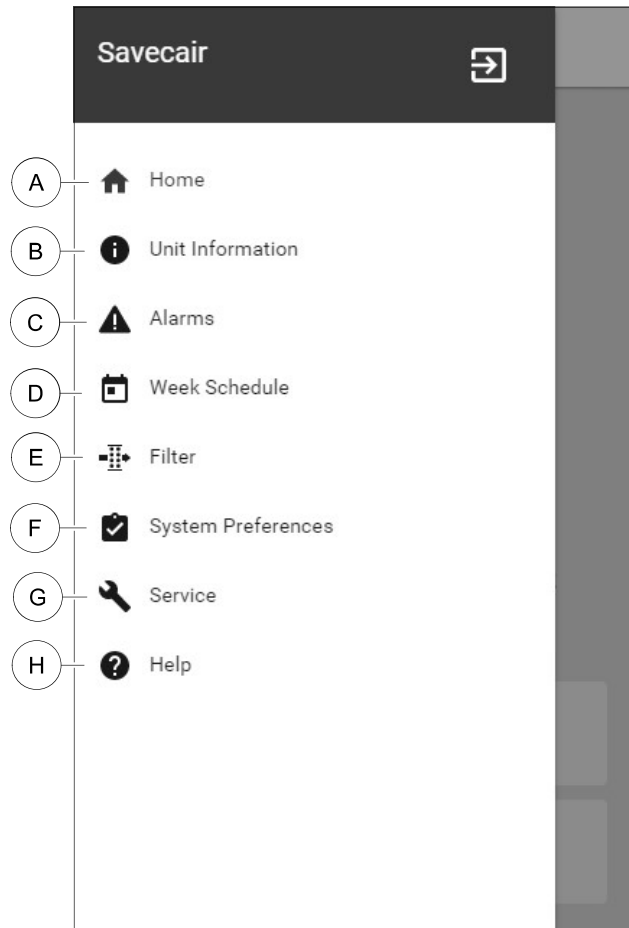 Savecair
A Home
B Unit Information
C Alarms
D Week Schedule
E Filter
F System Preferences
G Service
H Help